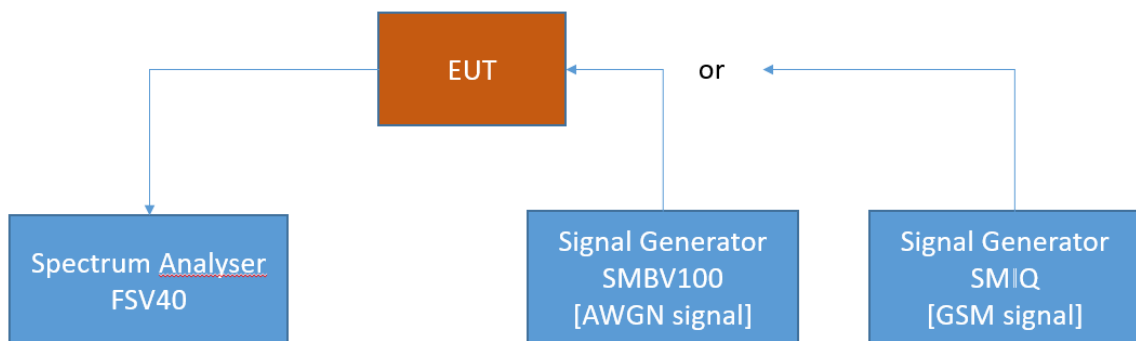 EUT
or
Spectrum Analyser
FSV40
Signal Generator
SMBV100
[AWGN signal]
Signal Generator
SMIQ
[GSM signal]